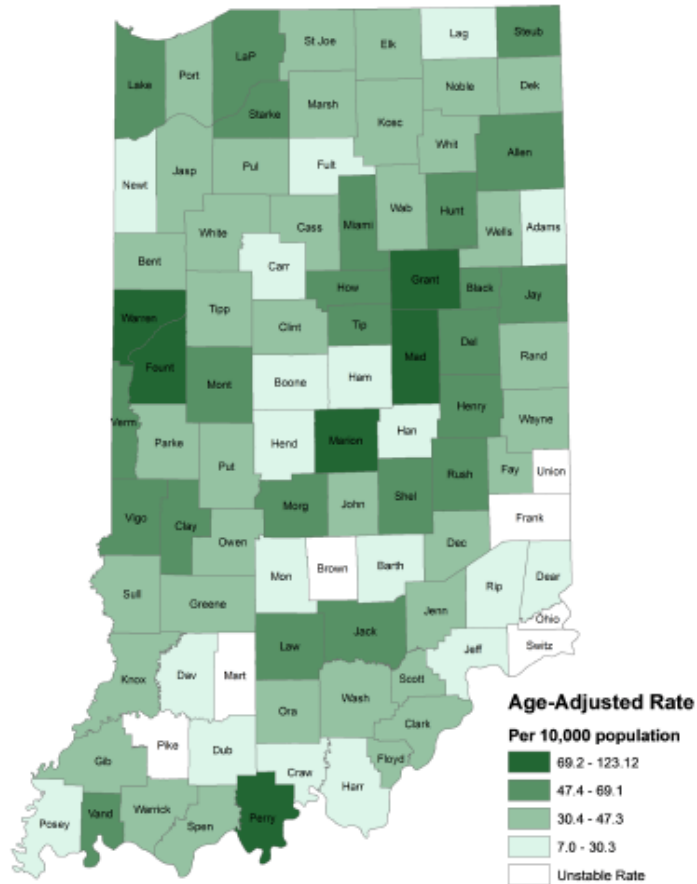 Lag
Steub
St Joe
Elk
LaP
Lake
Port
Noble
Dek
Marsh
Starke
Kosc
Whit
Allen
Fult
Pul
Jasp
Newt
Wab
Hunt
Miami
Cass
White
Wells
Adams
Bent
Carr
Grant
How
Black
Jay
Tipp
Warren
Clint
Tip
Mad
Del
Rand
Fount
Mont
Boone
Ham
Henry
Wayne
Verm
Parke
Hend
Marion
Han
Put
Fay
Union
Rush
Shel
Morg
John
Vigo
Clay
Frank
Owen
Dec
Brown
Barth
Mon
Dear
Rip
Sull
Greene
Jenn
Ohio
Switz
Jack
Law
Jeff
Knox
Dav
Mart
Scott
Wash
Ora
Clark
Pike
Dub
Floyd
Gib
Craw
Harr
Posey
Vand
Warrick
Spen
Perry
Age-Adjusted Rate
Per 10,000 population
69.2 - 123.12
47.4 - 69.1
30.4 - 47.3
7.0 - 30.3
Unstable Rate